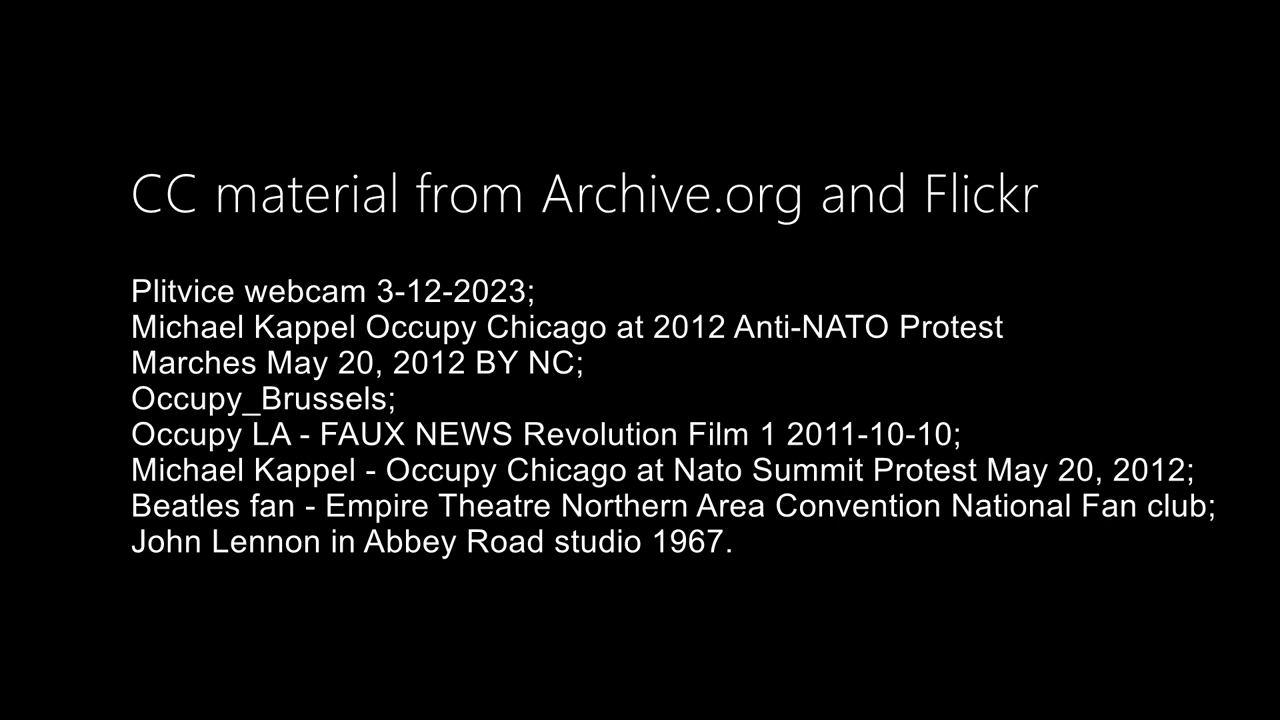 CC material from Archive.org and Flickr
Plitvice webcam 3-12-2023;
Michael Kappel Occupy Chicago at 2012 Anti-NATO Protest
Marches May 20, 2012 BY NC;
Occupy_Brussels;
Occupy LA - FAUX NEWS Revolution Film 1 2011-10-10;
Michael Kappel - Occupy Chicago at Nato Summit Protest May 20, 2012;
Beatles fan - Empire Theatre Northern Area Convention National Fan club;
John Lennon in Abbey Road studio 1967.